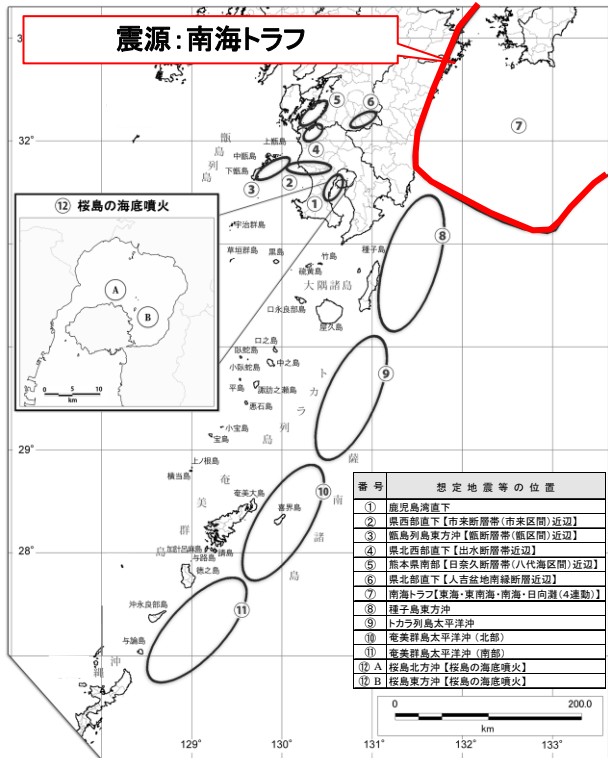 震源：南海トラフ
3
32°
29°
28°
129°
130°
131°
132°
133°
⑤
⑥
⑦
④
③
②
①
⑧
⑨
⑩
⑪
甑島列島
上甑島
中甑島
下甑島
宇治群島
草垣群島
黒島
竹島
硫黄島
種子島
大隅諸島
口永良部島
屋久島
口之島
臥蛇島
中之島
小臥蛇島
平島
諏訪之瀬島
悪石島
小宝島
宝島
トカラ列島
上ノ根島
横当島
奄美大島
喜界島
加計呂麻島
請島
与路島
徳之島
奄美群島
薩南諸島
沖永良部島
与論島
沖縄
⑫ 桜島の海底噴火
A
B
0 5 10
km
番号 想定地震等の位置
① 鹿児島湾直下
② 県西部直下【市来断層帯(市来区間)近辺】
③ 甑島列島東方沖【甑断層帯(甑区間)近辺】
④ 県北西部直下【出水断層帯近辺】
⑤ 熊本県南部【日奈久断層帯(八代海区間)近辺】
⑥ 県北部直下【人吉盆地南縁断層近辺】
⑦ 南海トラフ【東海・東南海・南海・日向灘(4連動)】
⑧ 種子島東方沖
⑨ トカラ列島太平洋沖
⑩ 奄美群島太平洋沖（北部）
⑪ 奄美群島太平洋沖（南部）
⑫ A 桜島北方沖【桜島の海底噴火】
⑫ B 桜島東方沖【桜島の海底噴火】
0 200.0
km